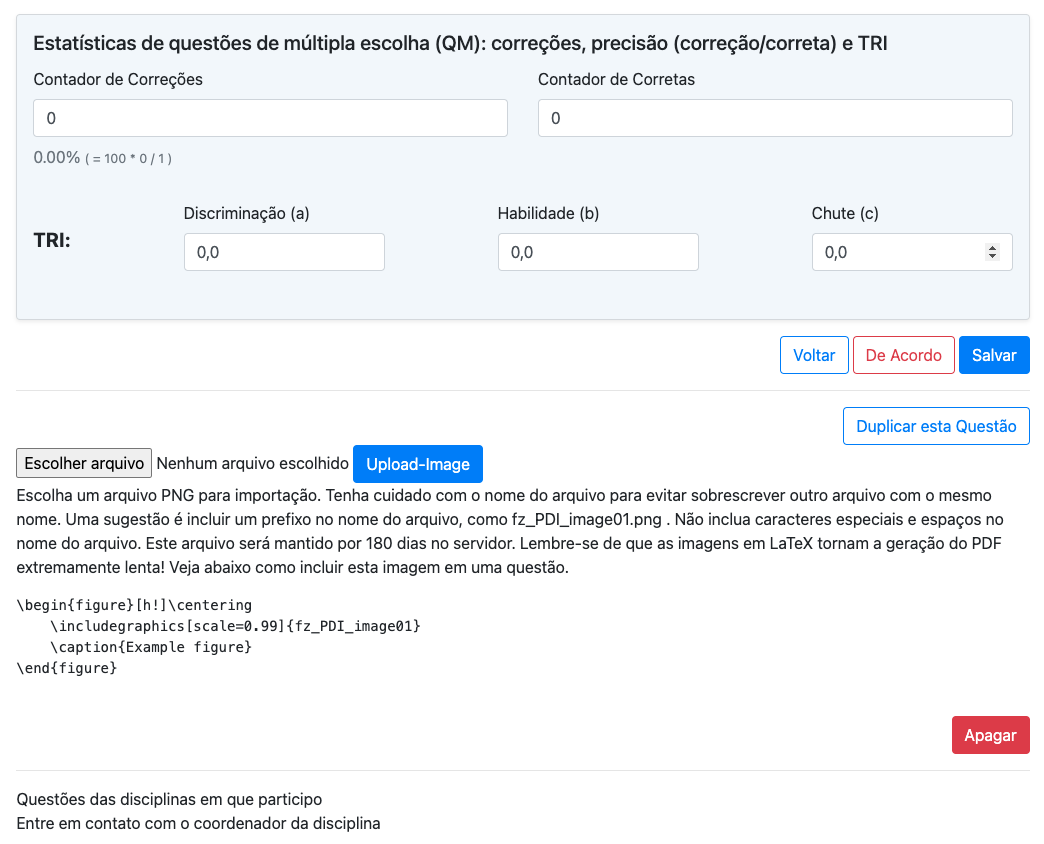 Estatísticas de questões de múltipla escolha (QM): correções, precisão (correção/correta) e TRI
Contador de Correções
Contador de Corretas
0
0
0.00% ( = 100 * 0 / 1 )
Discriminação (a)
Habilidade (b)
Chute (c)
TRI:
0,0
0,0
0,0
Voltar
De Acordo
Salvar
Duplicar esta Questão
Escolher arquivo Nenhum arquivo escolhido Upload-Image
Escolha um arquivo PNG para importação. Tenha cuidado com o nome do arquivo para evitar sobrescrever outro arquivo com o mesmo
nome. Uma sugestão é incluir um prefixo no nome do arquivo, como fz_PDI_image01.png . Não inclua caracteres especiais e espaços no
nome do arquivo. Este arquivo será mantido por 180 dias no servidor. Lembre-se de que as imagens em LaTeX tornam a geração do PDF
extremamente lenta! Veja abaixo como incluir esta imagem em uma questão.
\begin{figure}[h!]\centering
    \includegraphics[scale=0.99]{fz_PDI_image01}
    \caption{Example figure}
\end{figure}
Apagar
Questões das disciplinas em que participo
Entre em contato com o coordenador da disciplina